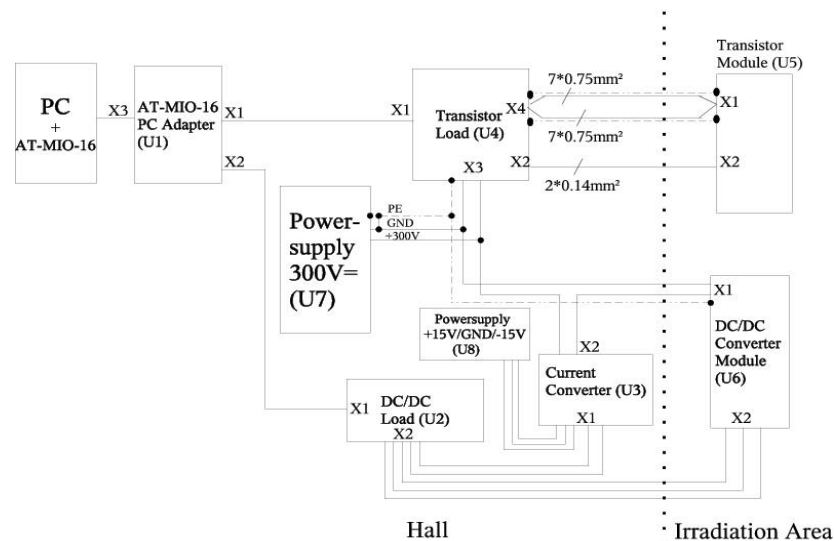 PC
+
AT-MIO-16
X3
AT-MIO-16
PC Adapter
(U1)
X1
X2
X1
Transistor
Load (U4)
X4
X3
X2
7*0.75mm²
7*0.75mm²
2*0.14mm²
Transistor
Module (U5)
X1
X2
Power-
supply
300V=
(U7)
PE
GND
+300V
Powersupply
+15V/GND/-15V
(U8)
X2
Current
Converter (U3)
X1
X1
DC/DC
Converter
Module
(U6)
X2
X1
DC/DC
Load (U2)
X2
Hall
Irradiation Area